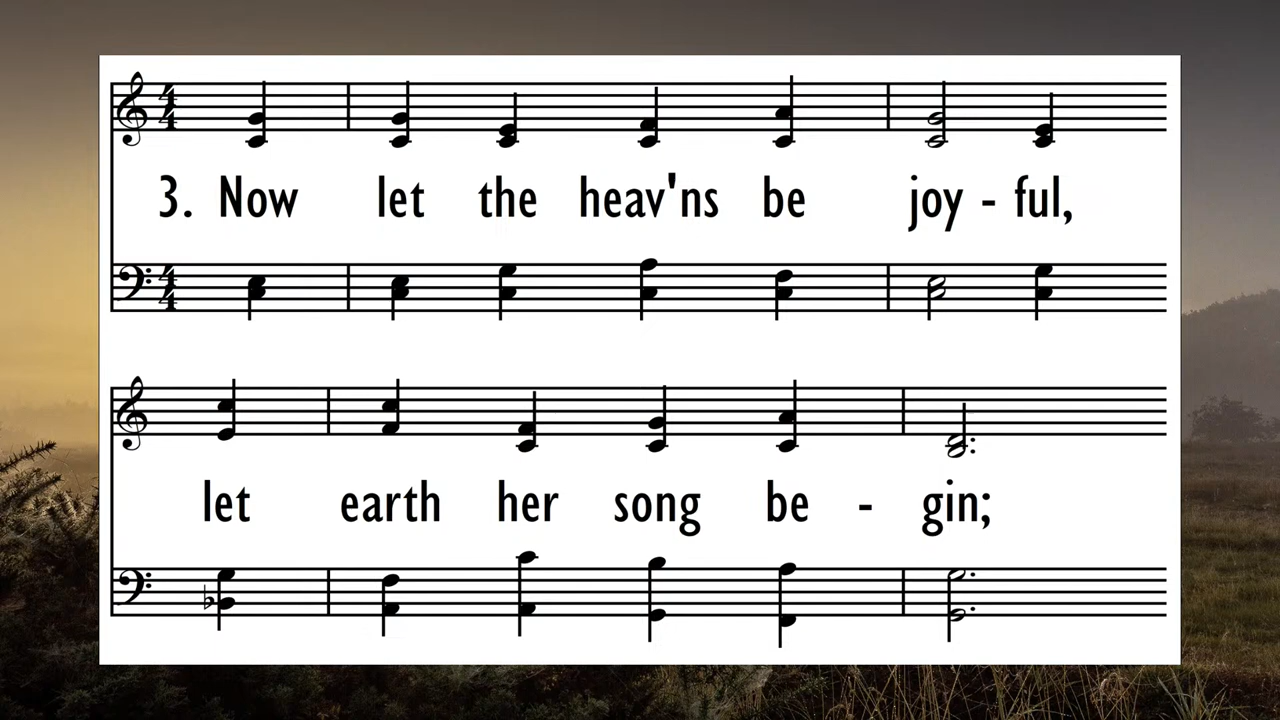 3. Now let the heav'ns be joy - ful,
let earth her song be - gin;